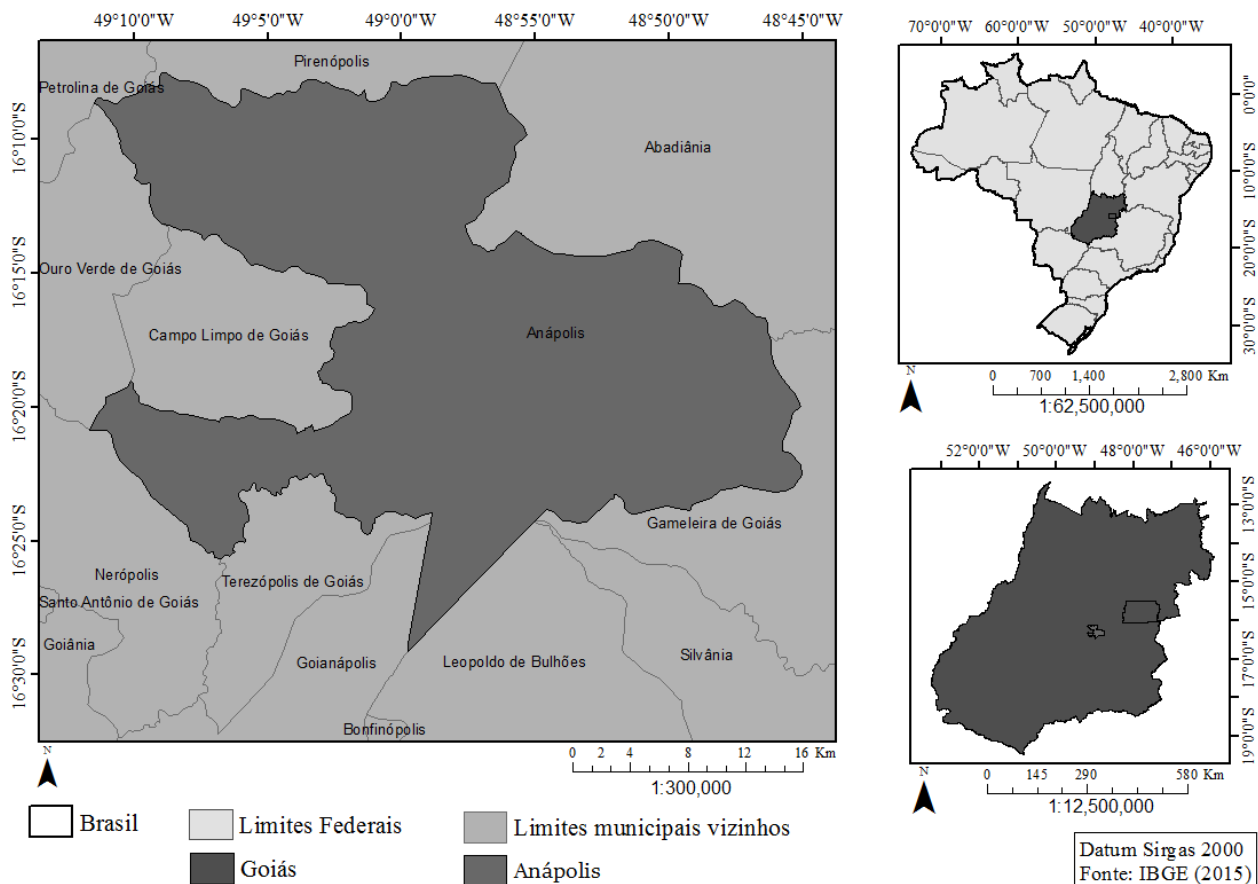 49°0'0"W 49°5'0"W 49°0'0"W 48°55'0"W 48°50'0"W 48°45'0"W
Pirenópolis
Petrolina de Goiás
16°10'0"S
Abadiânia
Ouro Verde de Goiás
16°15'0"S
Campo Limpo de Goiás
Anápolis
16°20'0"S
16°25'0"S
Gameleira de Goiás
Nerópolis
Terezópolis de Goiás
Santo Antônio de Goiás
Goiânia
Goianápolis
Leopoldo de Bulhões
Silvânia
16°30'0"S
Bonfinópolis
N
0 2 4 8 12 16 Km
1:300,000
70°0'0"W 60°0'0"W 50°0'0"W 40°0'0"W
0°0'0"
10°0'0"S
20°0'0"S
30°0'0"S
N
0 700 1,400 2,800 Km
1:62,500,000
52°0'0"W 50°0'0"W 48°0'0"W 46°0'0"W
13°0'0"S
15°0'0"S
17°0'0"S
19°0'0"S
N
0 145 290 580 Km
1:12,500,000
Brasil
Limites Federais
Limites municipais vizinhos
Goiás
Anápolis
Datum Sirgas 2000
Fonte: IBGE (2015)